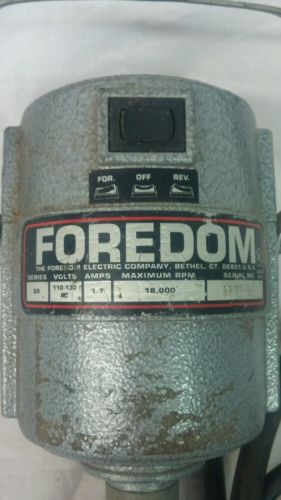 FOR. OFF REV.
FOREDOM
THE FOREDOM ELECTRIC COMPANY, BETHEL, CT. 06801 U.S.A.
SERIES VOLTS AMPS MAXIMUM RPM SERIAL NO.
SR 110-130 AC 1.7 18,000